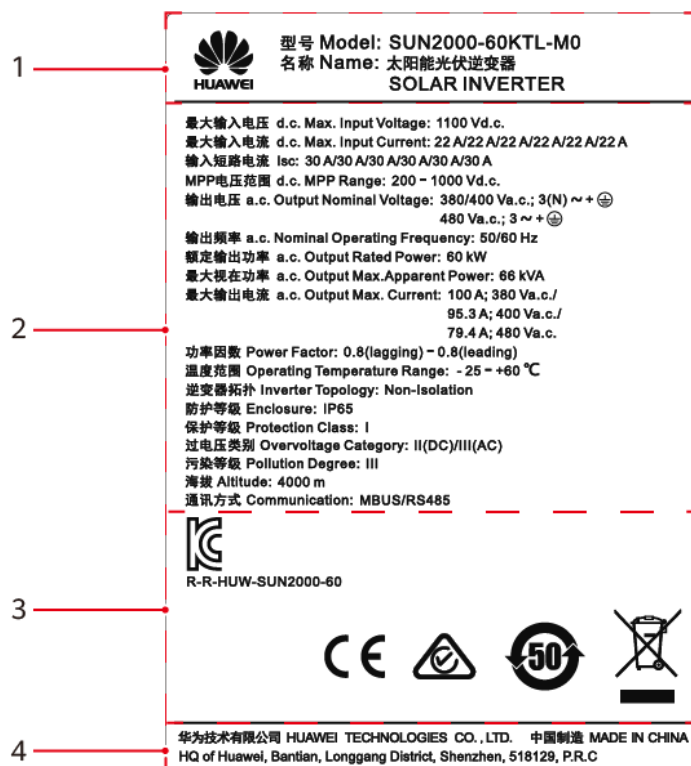 1
HUAWEI
型号 Model: SUN2000-60KTL-M0
名称 Name: 太阳能光伏逆变器
SOLAR INVERTER
2
最大输入电压 d.c. Max. Input Voltage: 1100 Vd.c.
最大输入电流 d.c. Max. Input Current: 22 A/22 A/22 A/22 A/22 A/22 A
输入短路电流 Isc: 30 A/30 A/30 A/30 A/30 A/30 A
MPP电压范围 d.c. MPP Range: 200 - 1000 Vd.c.
输出电压 a.c. Output Nominal Voltage: 380/400 Va.c.; 3(N) ~ + ⏚
480 Va.c.; 3 ~ + ⏚
输出频率 a.c. Nominal Operating Frequency: 50/60 Hz
额定输出功率 a.c. Output Rated Power: 60 kW
最大视在功率 a.c. Output Max.Apparent Power: 66 kVA
最大输出电流 a.c. Output Max. Current: 100 A; 380 Va.c./
95.3 A; 400 Va.c./
79.4 A; 480 Va.c.
功率因数 Power Factor: 0.8(lagging) - 0.8(leading)
温度范围 Operating Temperature Range: - 25 - +60 ℃
逆变器拓扑 Inverter Topology: Non-Isolation
防护等级 Enclosure: IP65
保护等级 Protection Class: I
过电压类别 Overvoltage Category: II(DC)/III(AC)
污染等级 Pollution Degree: III
海拔 Altitude: 4000 m
通讯方式 Communication: MBUS/RS485
3
R-R-HUW-SUN2000-60
CE
50
4
华为技术有限公司 HUAWEI TECHNOLOGIES CO., LTD. 中国制造 MADE IN CHINA
HQ of Huawei, Bantian, Longgang District, Shenzhen, 518129, P.R.C